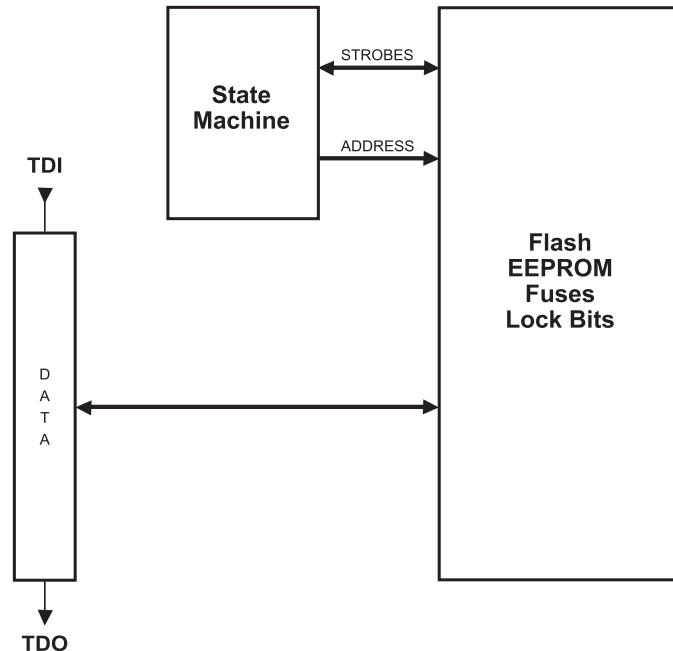 State
Machine
STROBES
ADDRESS
TDI
Flash
EEPROM
Fuses
Lock Bits
D
A
T
A
TDO